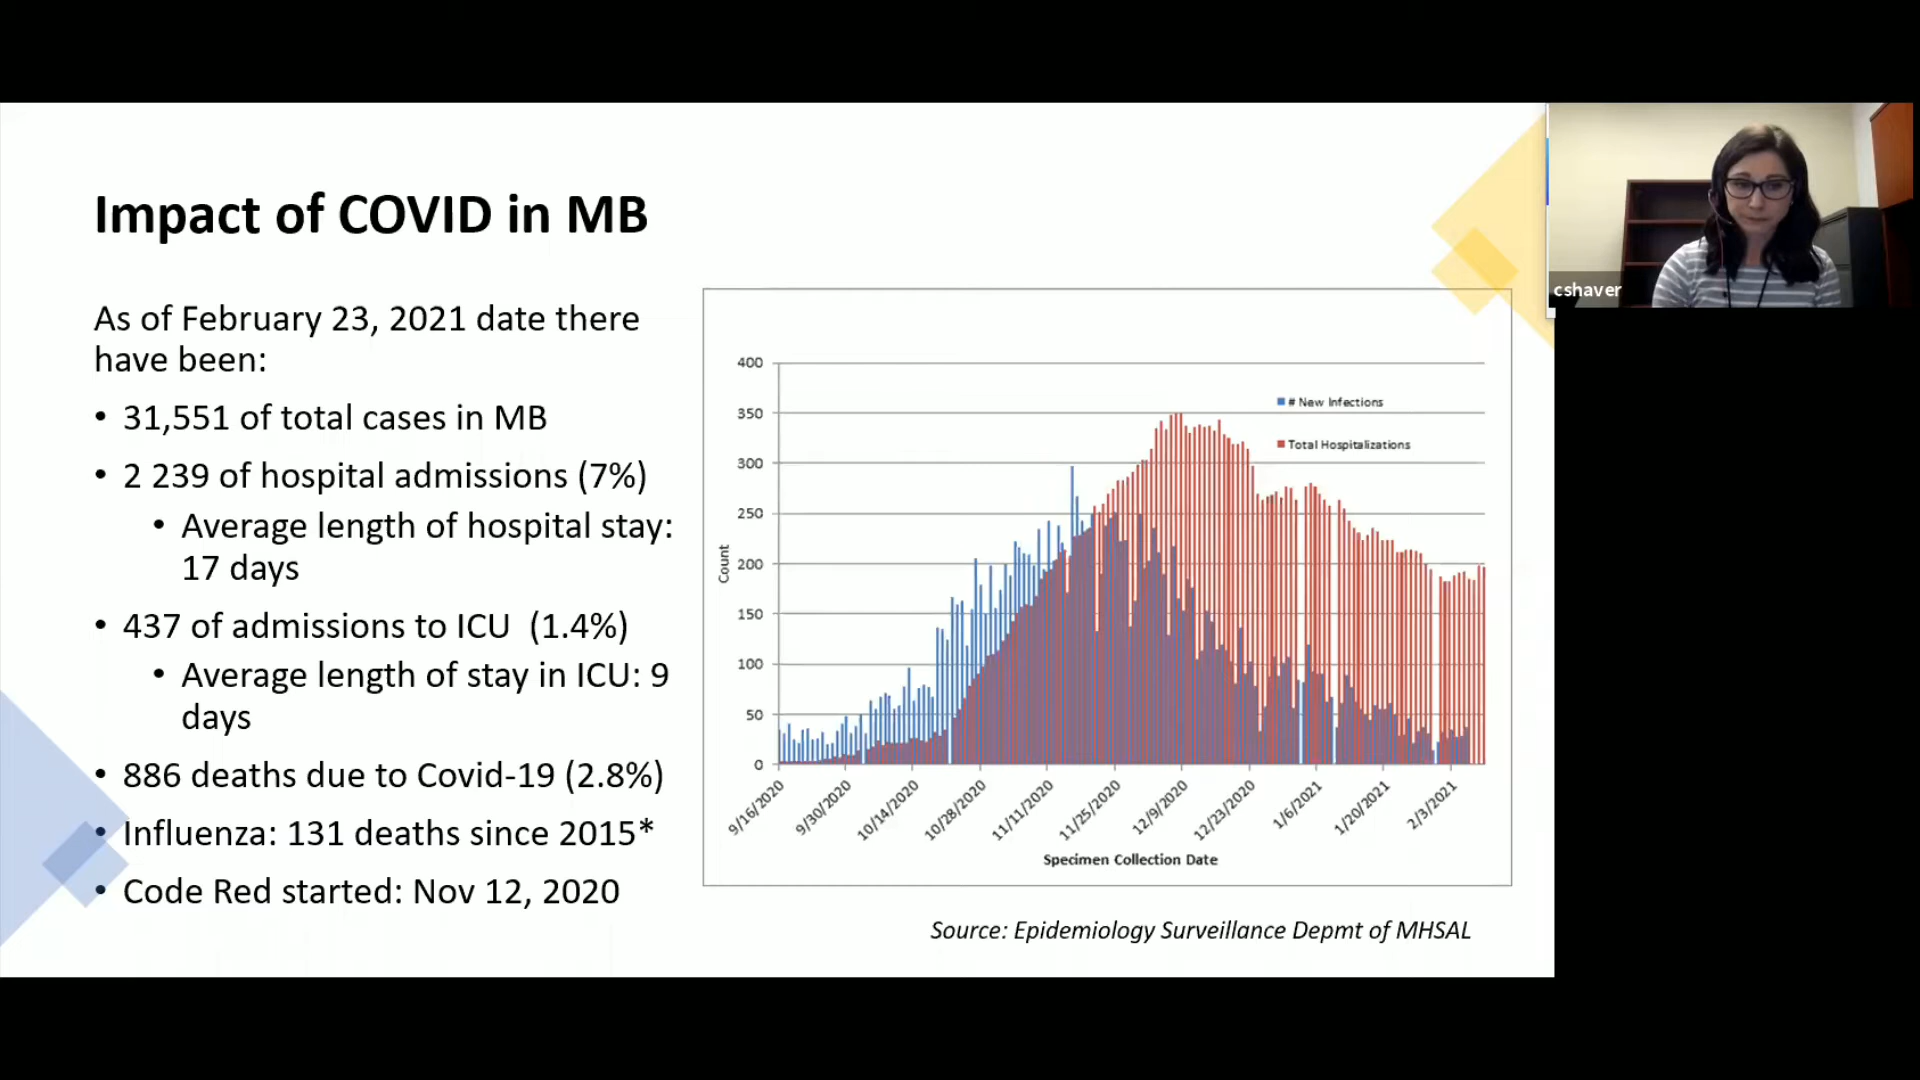 Impact of COVID in MB
As of February 23, 2021 date there
have been:
• 31,551 of total cases in MB
• 2 239 of hospital admissions (7%)
• Average length of hospital stay:
17 days
• 437 of admissions to ICU (1.4%)
• Average length of stay in ICU: 9
days
• 886 deaths due to Covid-19 (2.8%)
• Influenza: 131 deaths since 2015*
• Code Red started: Nov 12, 2020
400
350
300
250
200
150
100
50
0
Count
# New Infections
Total Hospitalizations
9/16/2020
9/30/2020
10/14/2020
10/28/2020
11/11/2020
11/25/2020
12/9/2020
12/23/2020
1/6/2021
1/20/2021
2/3/2021
Specimen Collection Date
Source: Epidemiology Surveillance Depmt of MHSAL
cshaver